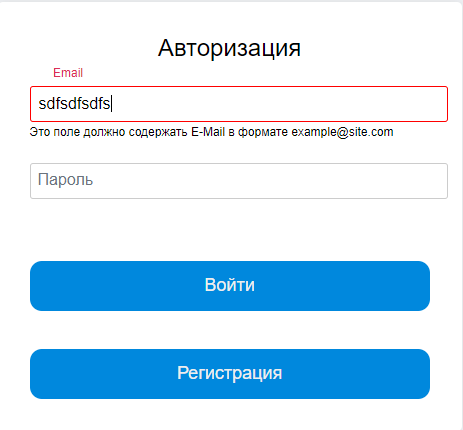 Авторизация
Email
sdfsdfsdfs
Это поле должно содержать E-Mail в формате example@site.com
Пароль
Войти
Регистрация